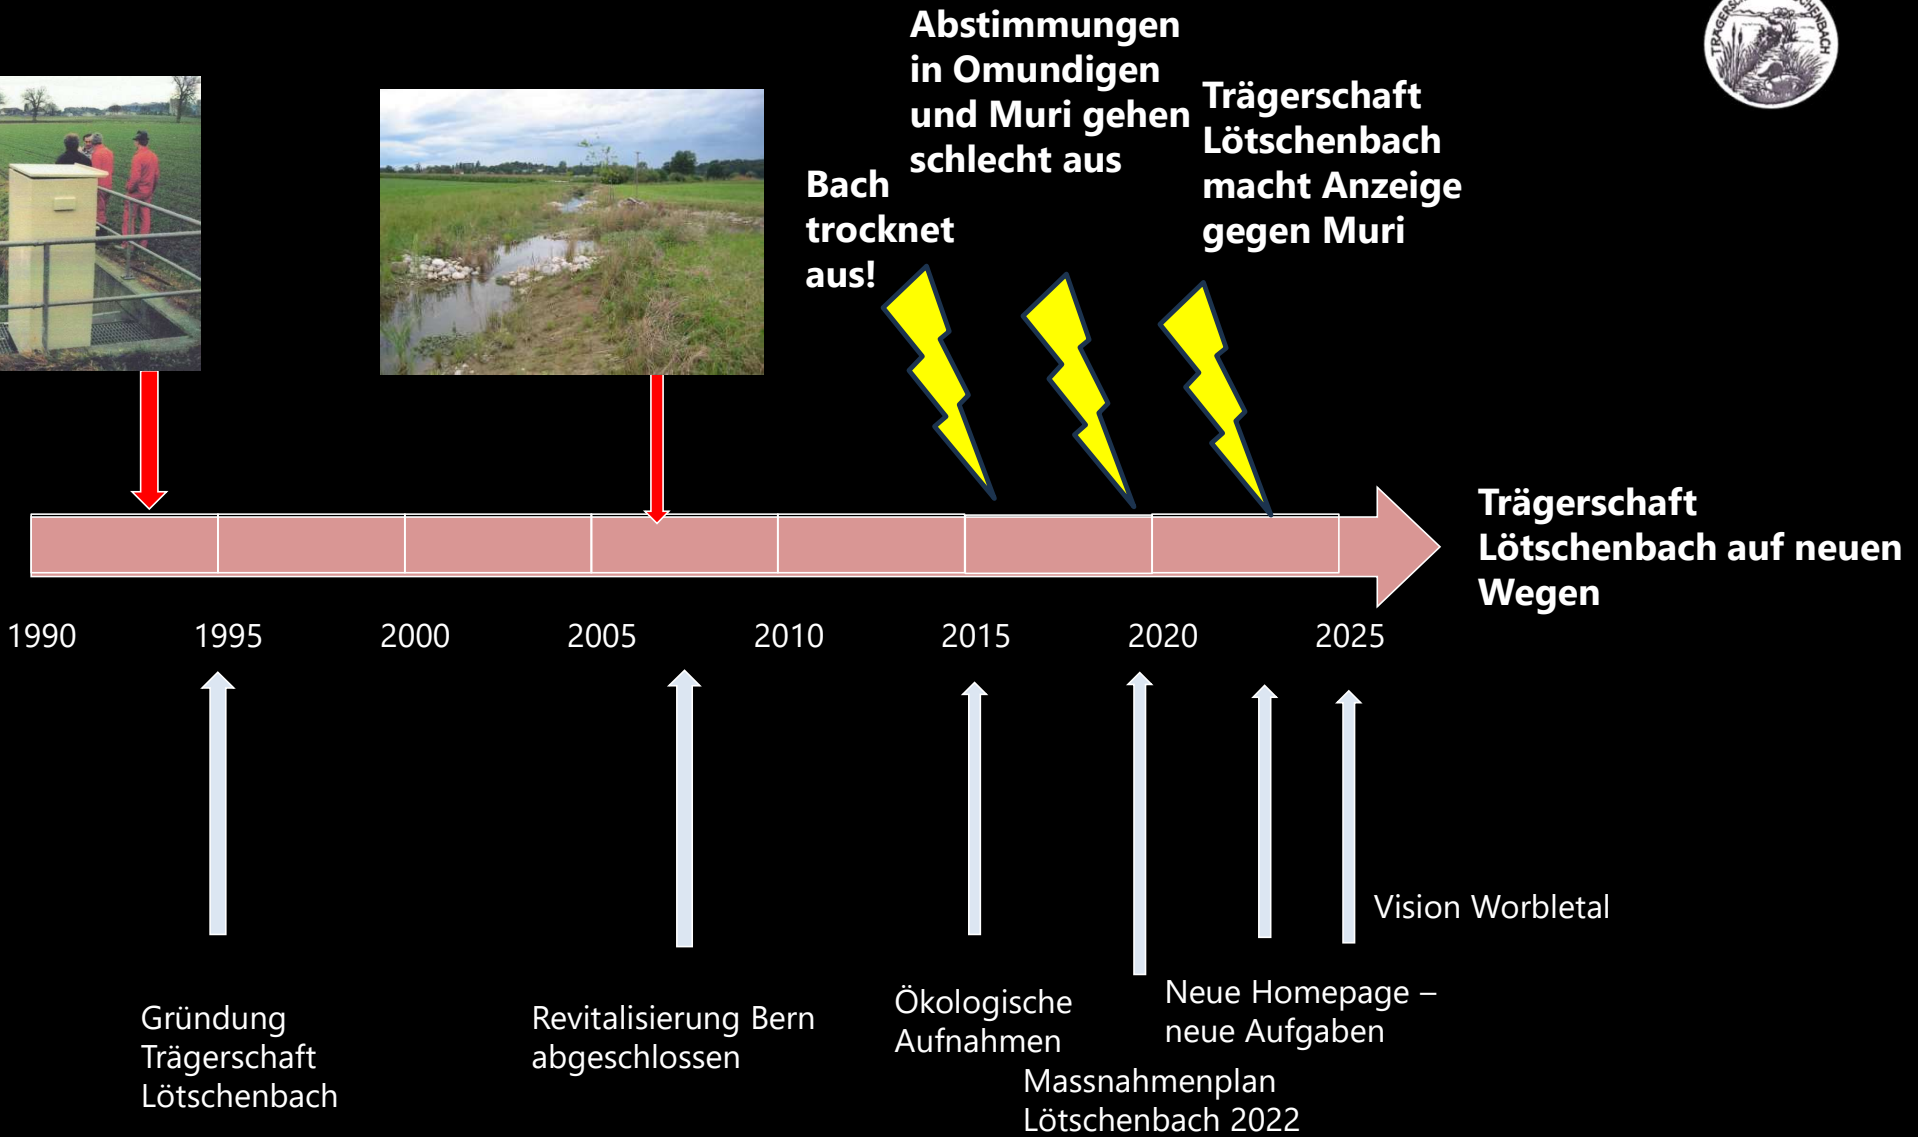 Abstimmungen
in Omundigen
und Muri gehen
schlecht aus
Trägerschaft
Lötschenbach
macht Anzeige
gegen Muri
Bach
trocknet
aus!
Trägerschaft
Lötschenbach auf neuen
Wegen
1990 1995 2000 2005 2010 2015 2020 2025
Vision Worbletal
Gründung
Trägerschaft
Lötschenbach
Revitalisierung Bern
abgeschlossen
Ökologische
Aufnahmen
Neue Homepage –
neue Aufgaben
Massnahmenplan
Lötschenbach 2022